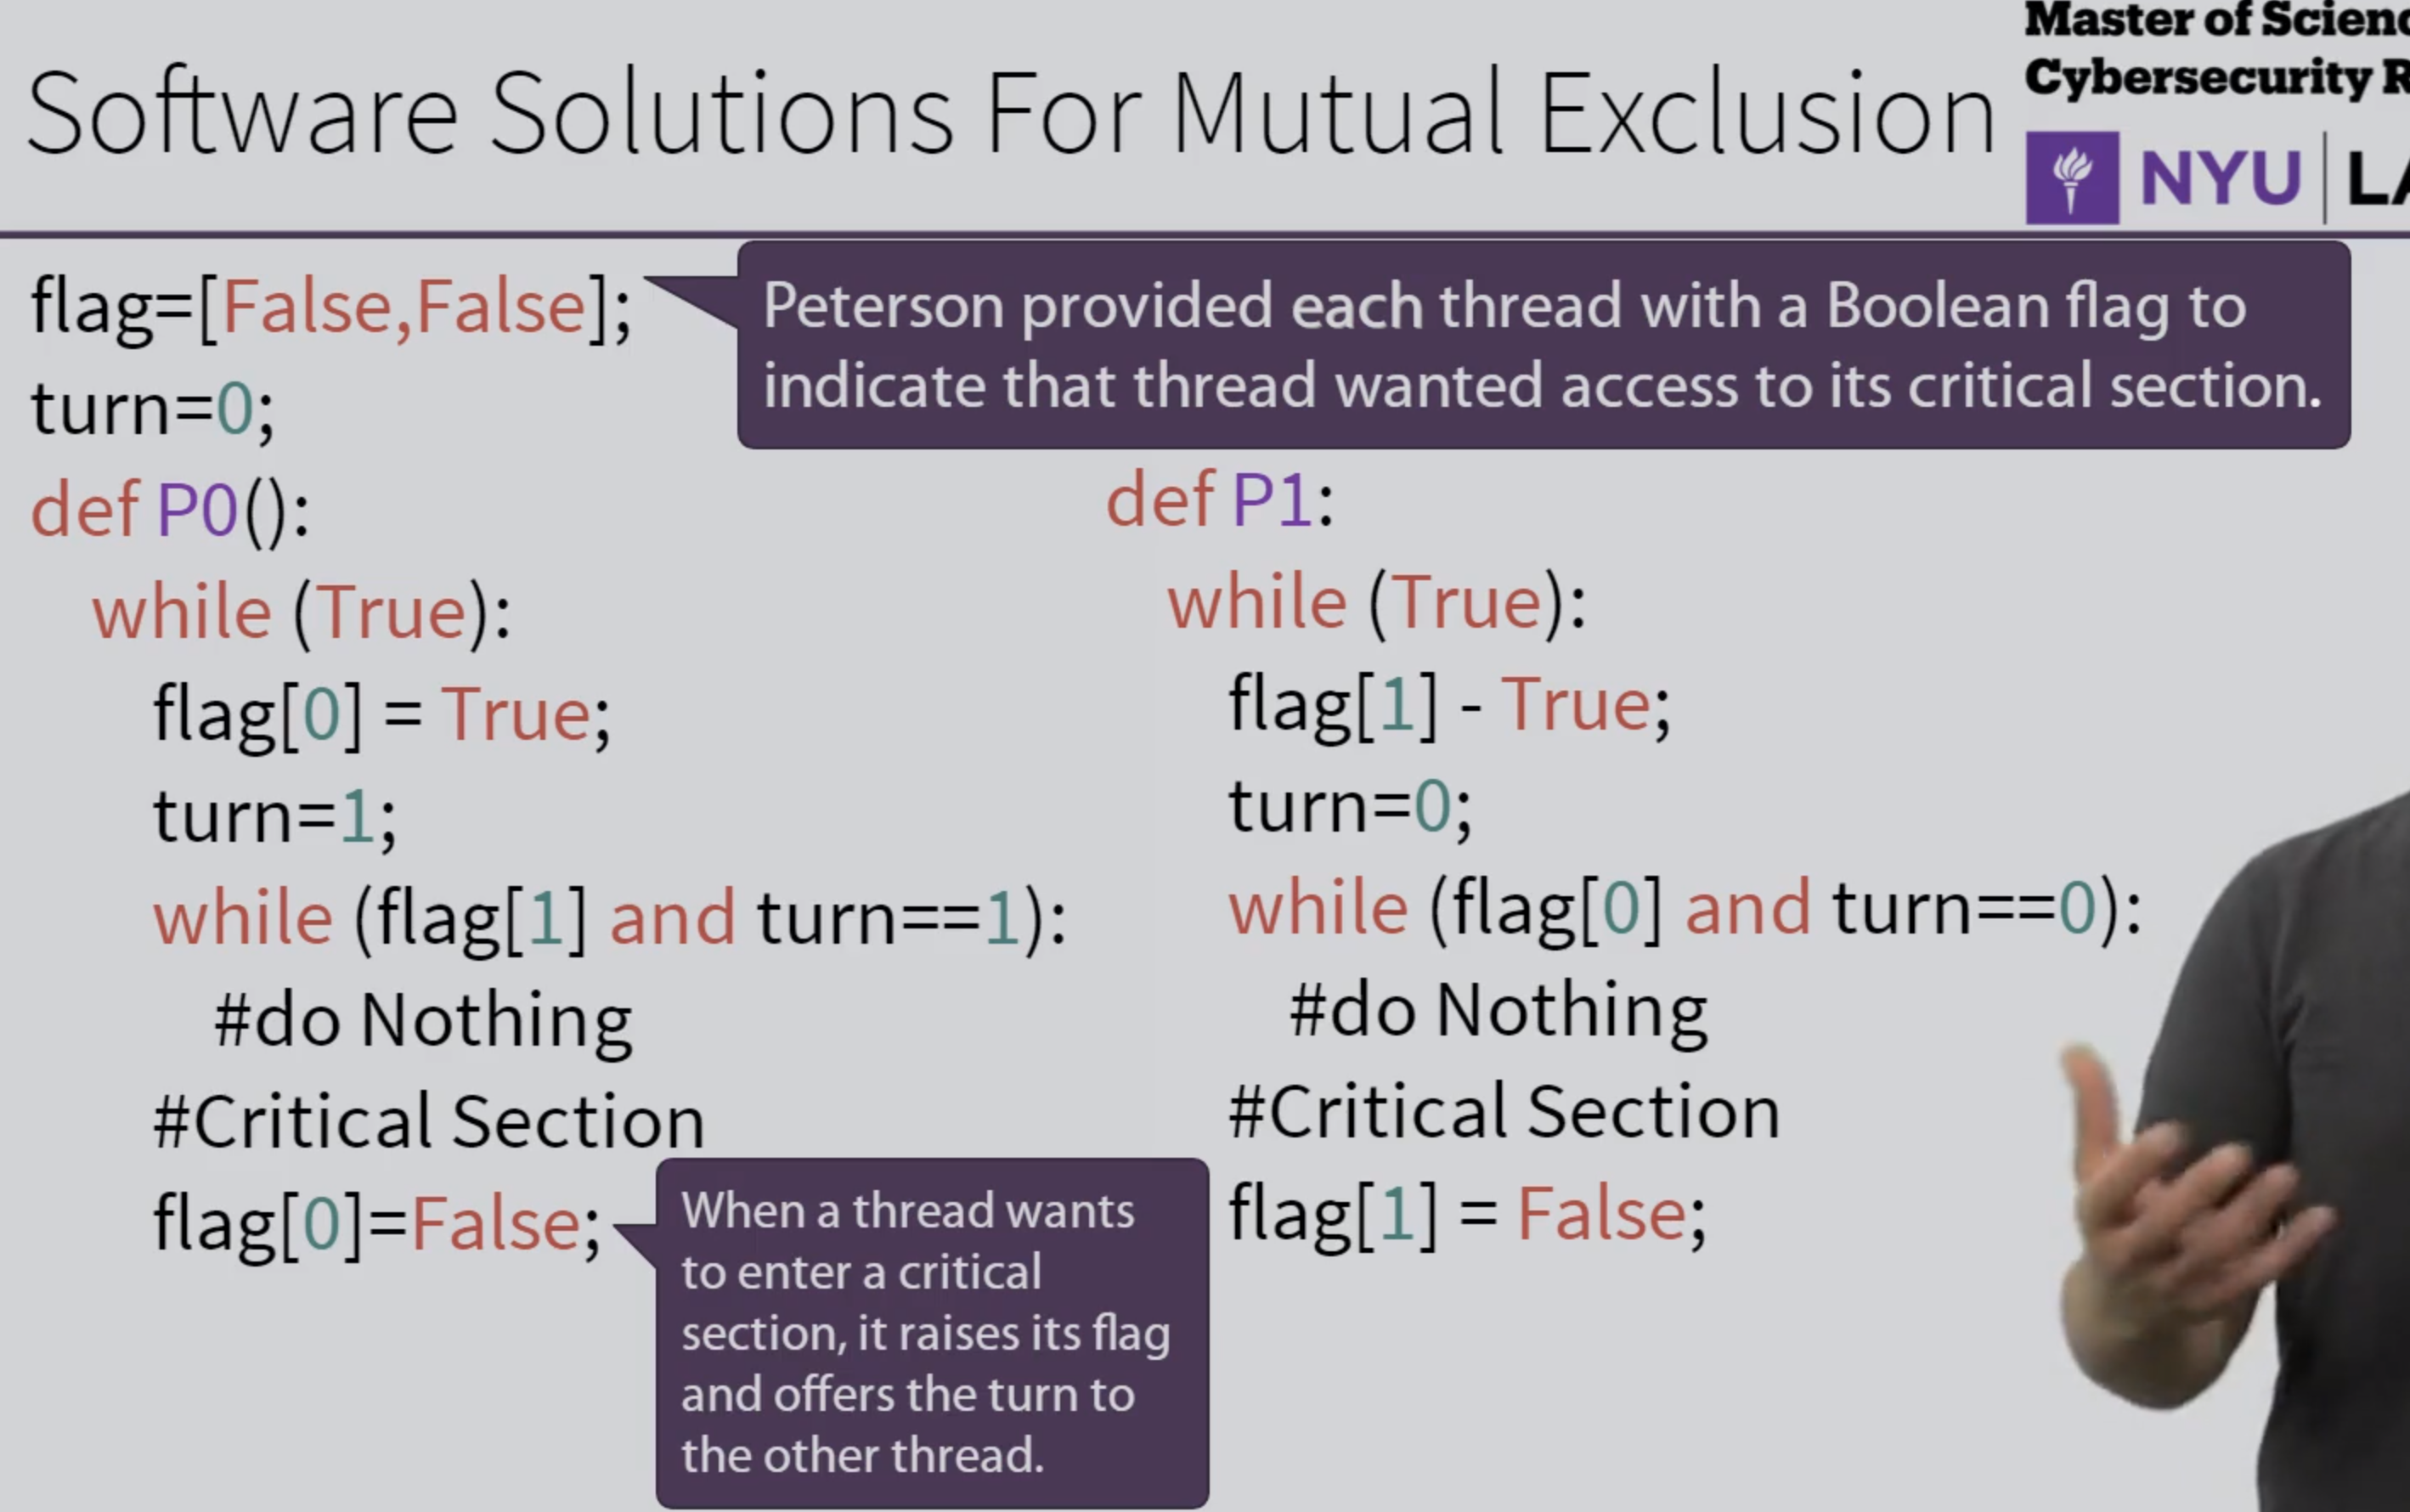 Master of Scienc
Cybersecurity R
Software Solutions For Mutual Exclusion
NYU LA
flag=[False,False];
Peterson provided each thread with a Boolean flag to
indicate that thread wanted access to its critical section.
turn=0;
def P0():
while (True):
flag[0] = True;
turn=1;
while (flag[1] and turn==1):
#do Nothing
#Critical Section
flag[0]=False;
When a thread wants
to enter a critical
section, it raises its flag
and offers the turn to
the other thread.
def P1:
while (True):
flag[1] - True;
turn=0;
while (flag[0] and turn==0):
#do Nothing
#Critical Section
flag[1] = False;